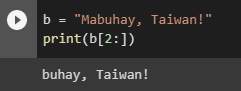 b = "Mabuhay, Taiwan!"
print(b[2:])
buhay, Taiwan!